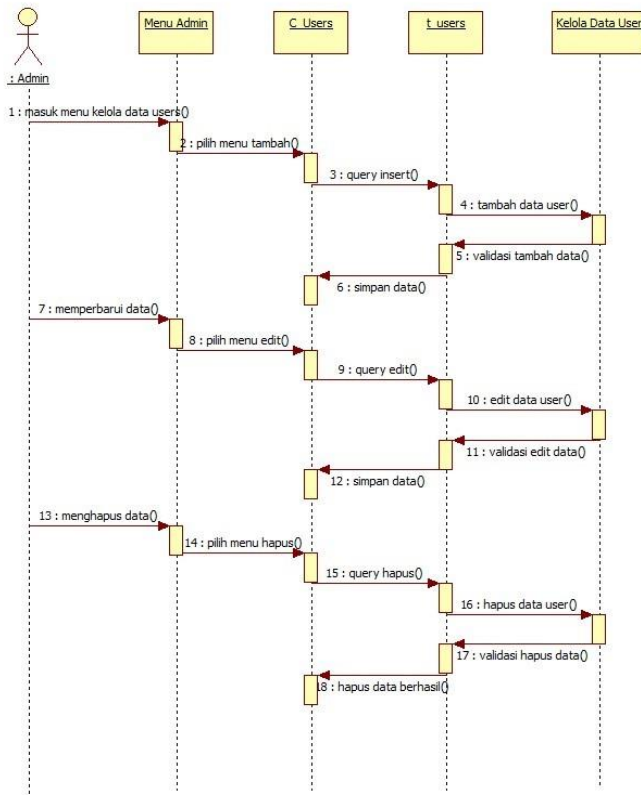 Menu Admin
C_Users
t_users
Kelola Data User
: Admin
1 : masuk menu kelola data users()
2 : pilih menu tambah()
3 : query insert()
4 : tambah data user()
5 : validasi tambah data()
6 : simpan data()
7 : memperbarui data()
8 : pilih menu edit()
9 : query edit()
10 : edit data user()
11 : validasi edit data()
12 : simpan data()
13 : menghapus data()
14 : pilih menu hapus()
15 : query hapus()
16 : hapus data user()
17 : validasi hapus data()
18 : hapus data berhasil()